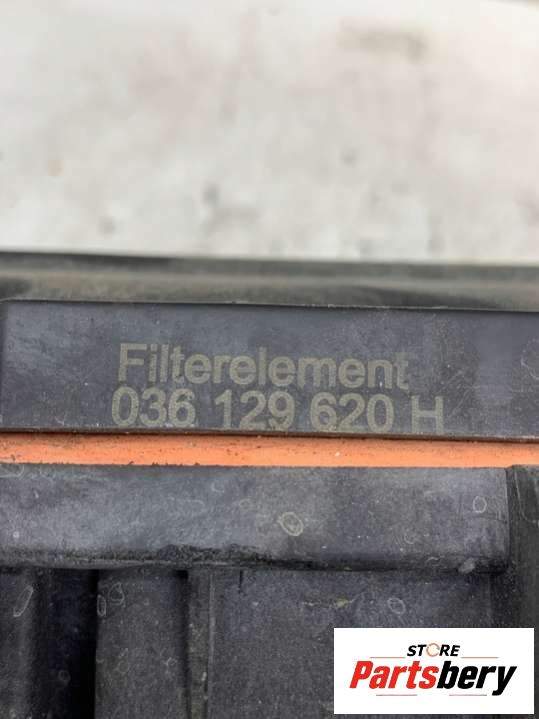 Filterelement
036 129 620 H
STORE
Partsbery